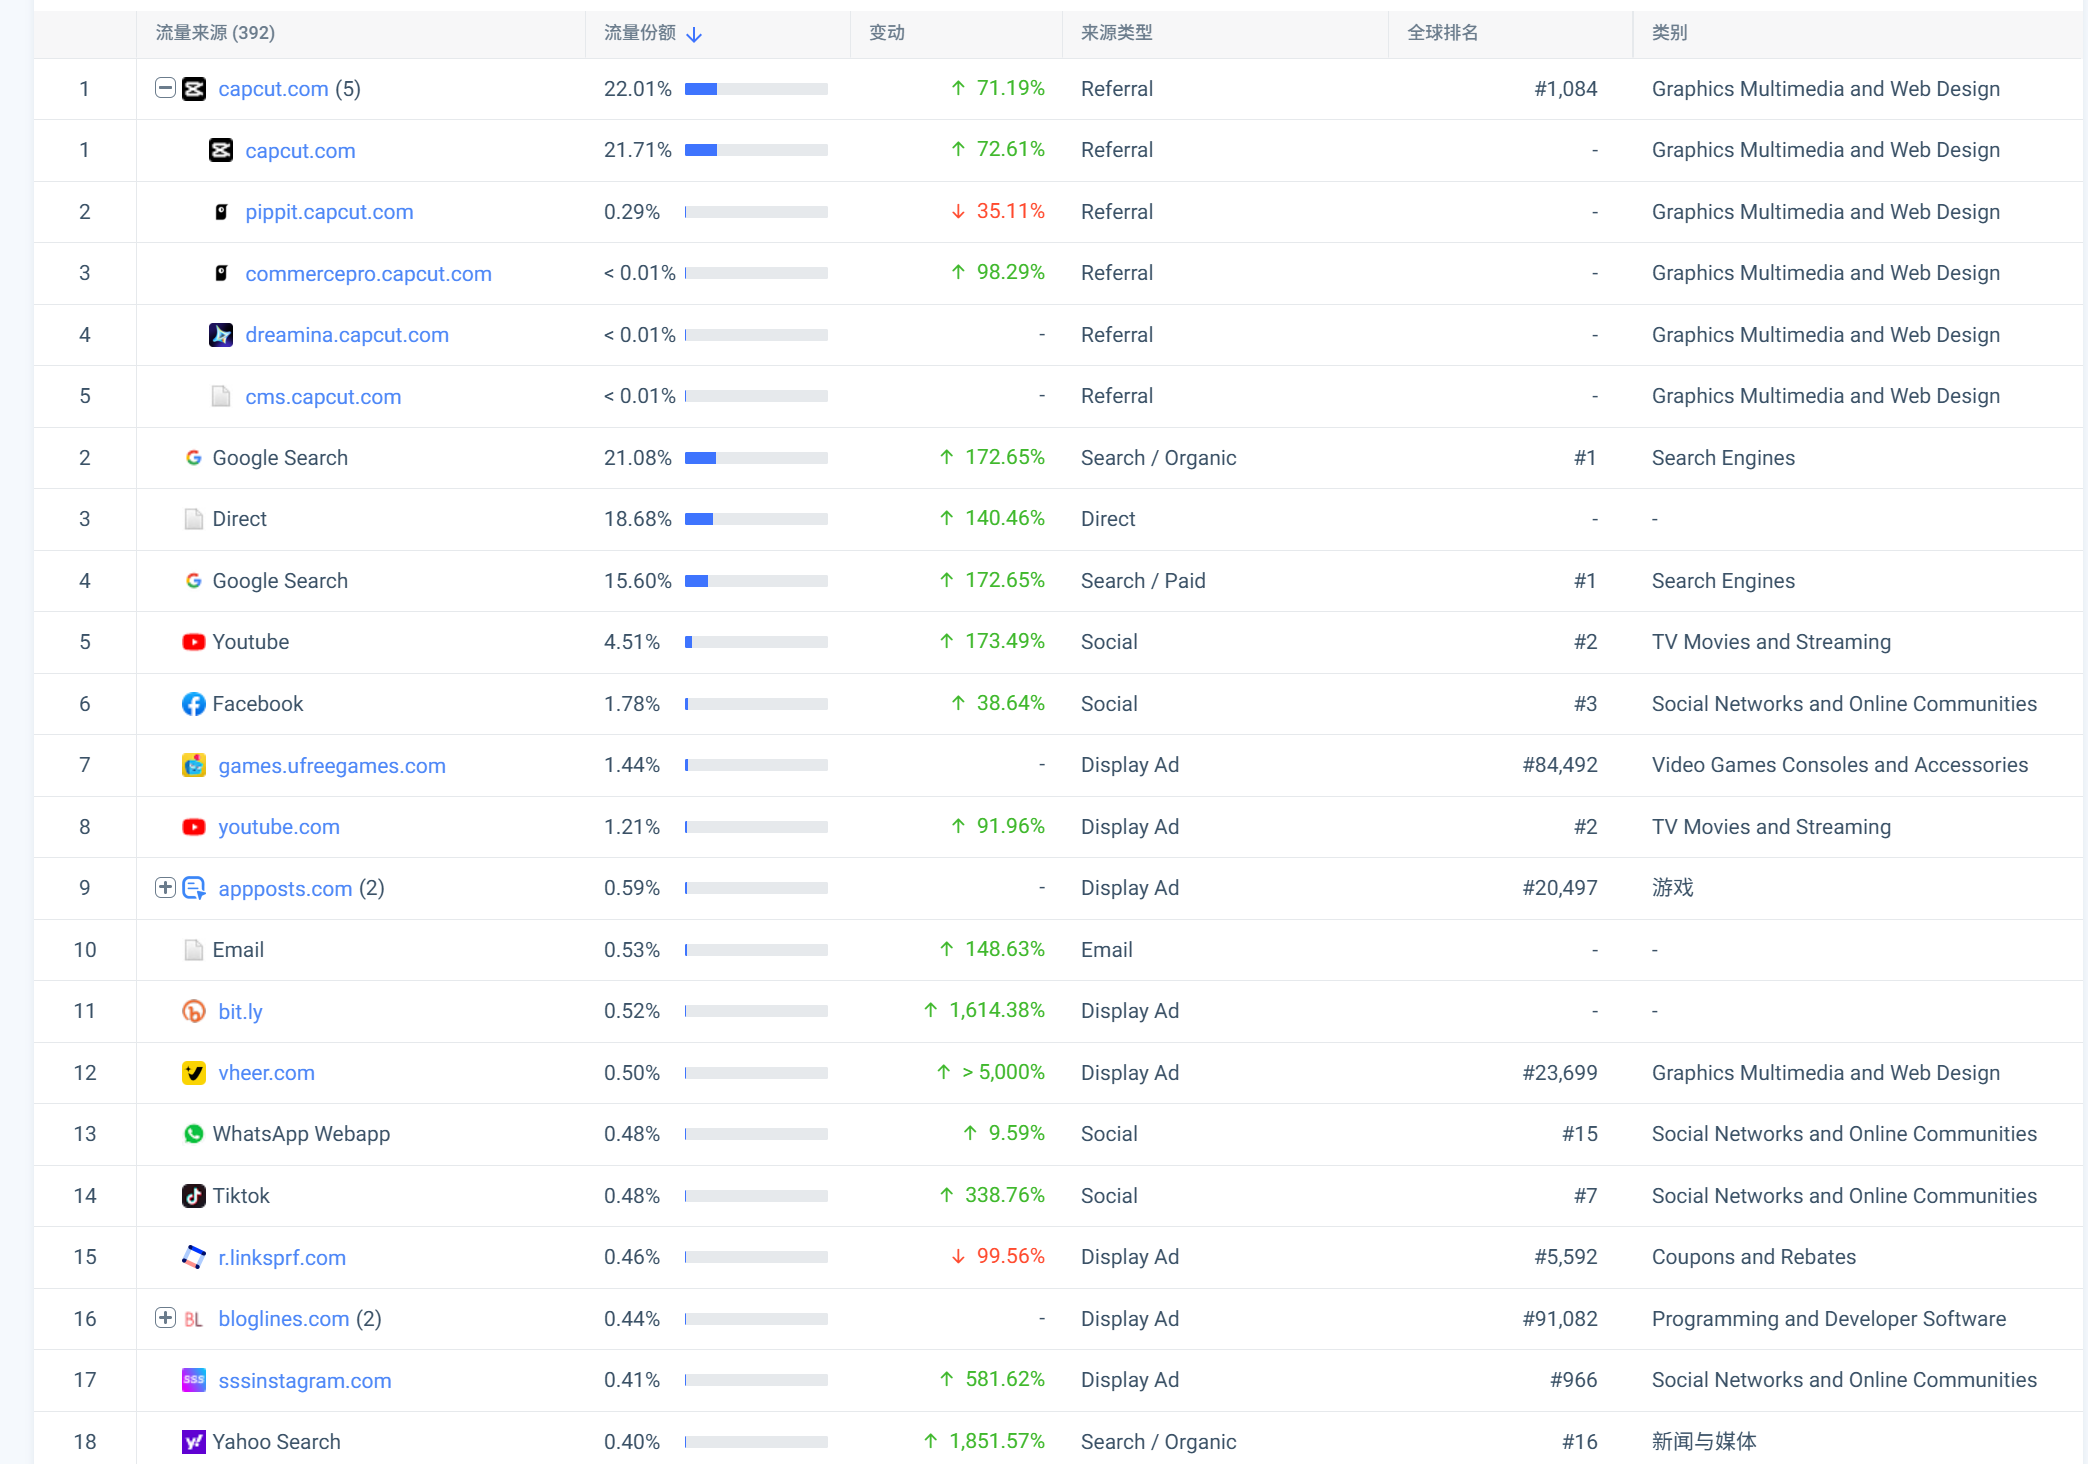 流量来源 (392) 流量份额 ↓ 变动 来源类型 全球排名 类别
1 capcut.com (5) 22.01% ↑ 71.19% Referral #1,084 Graphics Multimedia and Web Design
1 capcut.com 21.71% ↑ 72.61% Referral - Graphics Multimedia and Web Design
2 pippit.capcut.com 0.29% ↓ 35.11% Referral - Graphics Multimedia and Web Design
3 commercepro.capcut.com < 0.01% ↑ 98.29% Referral - Graphics Multimedia and Web Design
4 dreamina.capcut.com < 0.01% - Referral - Graphics Multimedia and Web Design
5 cms.capcut.com < 0.01% - Referral - Graphics Multimedia and Web Design
2 Google Search 21.08% ↑ 172.65% Search / Organic #1 Search Engines
3 Direct 18.68% ↑ 140.46% Direct - -
4 Google Search 15.60% ↑ 172.65% Search / Paid #1 Search Engines
5 Youtube 4.51% ↑ 173.49% Social #2 TV Movies and Streaming
6 Facebook 1.78% ↑ 38.64% Social #3 Social Networks and Online Communities
7 games.ufreegames.com 1.44% - Display Ad #84,492 Video Games Consoles and Accessories
8 youtube.com 1.21% ↑ 91.96% Display Ad #2 TV Movies and Streaming
9 appposts.com (2) 0.59% - Display Ad #20,497 游戏
10 Email 0.53% ↑ 148.63% Email - -
11 bit.ly 0.52% ↑ 1,614.38% Display Ad - -
12 vheer.com 0.50% ↑ > 5,000% Display Ad #23,699 Graphics Multimedia and Web Design
13 WhatsApp Webapp 0.48% ↑ 9.59% Social #15 Social Networks and Online Communities
14 Tiktok 0.48% ↑ 338.76% Social #7 Social Networks and Online Communities
15 r.linksprf.com 0.46% ↓ 99.56% Display Ad #5,592 Coupons and Rebates
16 BL bloglines.com (2) 0.44% - Display Ad #91,082 Programming and Developer Software
17 sss sssinstagram.com 0.41% ↑ 581.62% Display Ad #966 Social Networks and Online Communities
18 y! Yahoo Search 0.40% ↑ 1,851.57% Search / Organic #16 新闻与媒体